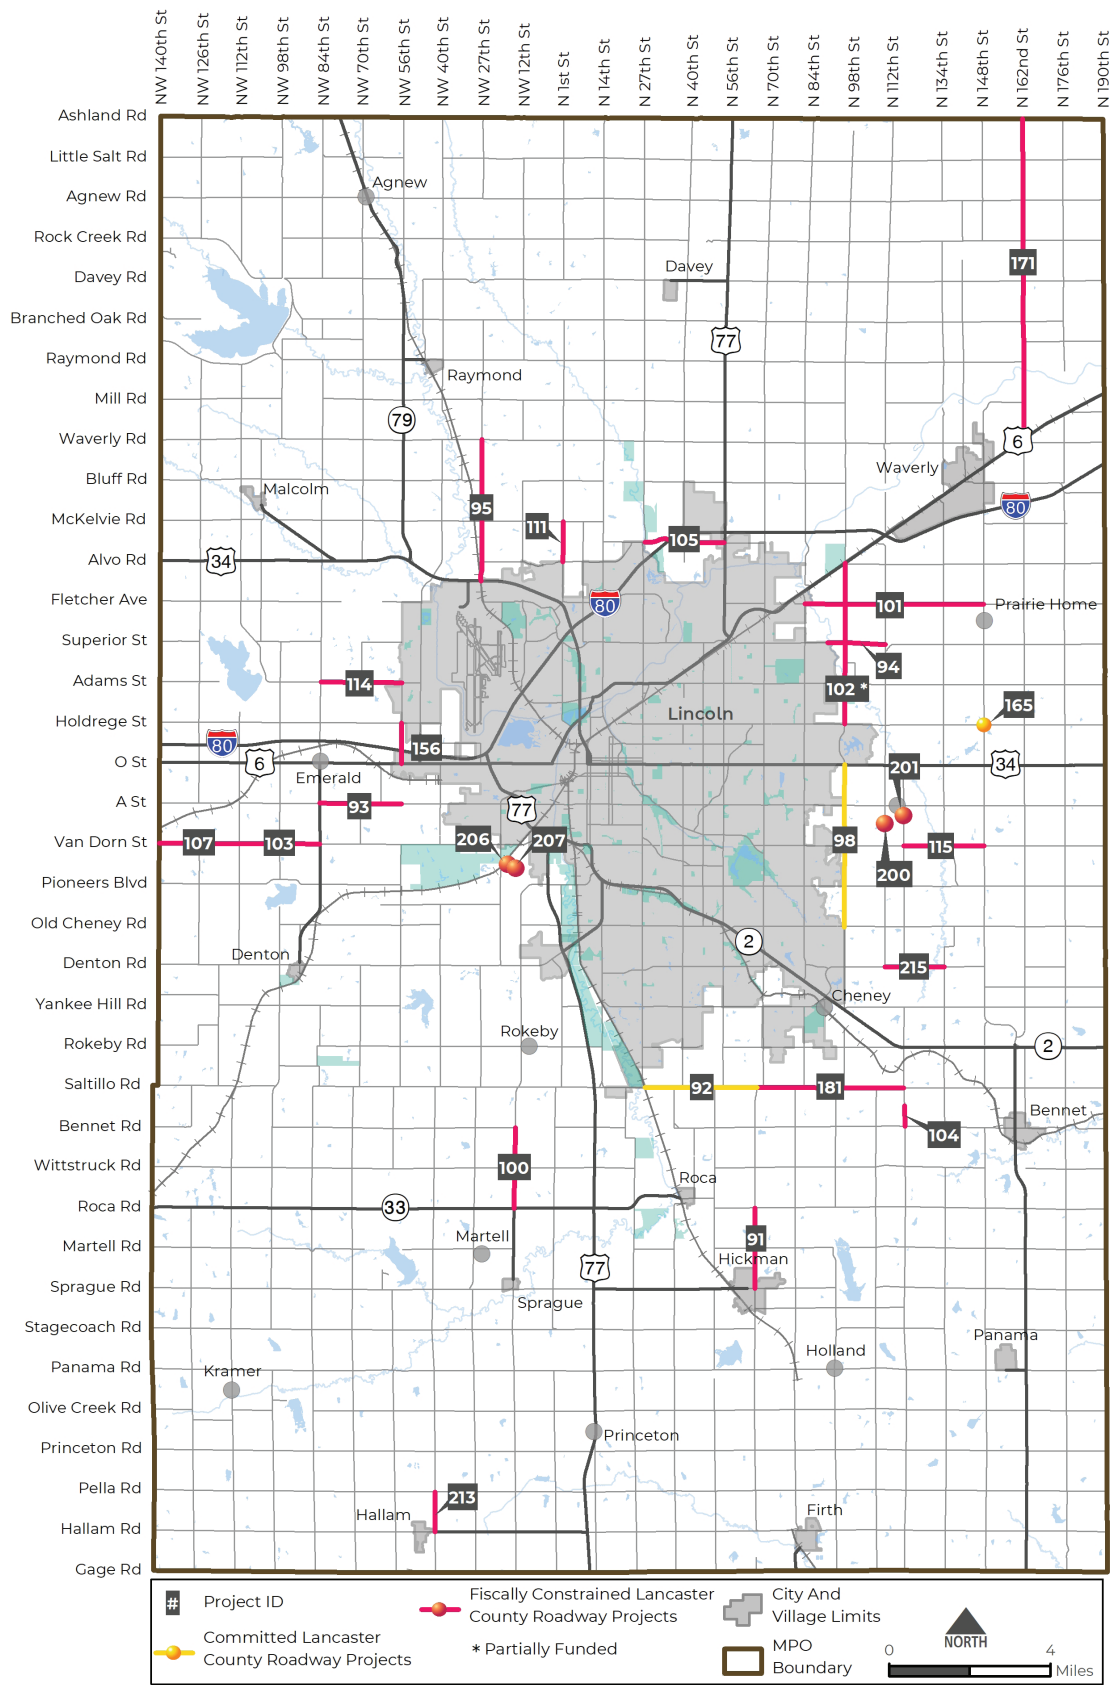 NW 140th St
NW 126th St
NW 112th St
NW 98th St
NW 84th St
NW 70th St
NW 56th St
NW 40th St
NW 27th St
NW 12th St
N 1st St
N 14th St
N 27th St
N 40th St
N 56th St
N 70th St
N 84th St
N 98th St
N 112th St
N 134th St
N 148th St
N 162nd St
N 176th St
N 190th St
Ashland Rd
Little Salt Rd
Agnew Rd
Rock Creek Rd
Davey Rd
Branched Oak Rd
Raymond Rd
Mill Rd
Waverly Rd
Bluff Rd
McKelvie Rd
Alvo Rd
Fletcher Ave
Superior St
Adams St
Holdrege St
O St
A St
Van Dorn St
Pioneers Blvd
Old Cheney Rd
Denton Rd
Yankee Hill Rd
Rokeby Rd
Saltillo Rd
Bennet Rd
Wittstruck Rd
Roca Rd
Martell Rd
Sprague Rd
Stagecoach Rd
Panama Rd
Olive Creek Rd
Princeton Rd
Pella Rd
Hallam Rd
Gage Rd
Agnew
171
Davey
77
Raymond
79
6
Waverly
Malcolm
95
80
111
105
34
80
101
Prairie Home
94
114
102 *
165
Lincoln
80
156
6
201
34
Emerald
93
77
107
103
206
207
98
115
200
2
Denton
215
Cheney
Rokeby
2
92
181
Bennet
104
100
Roca
33
Martell
91
Hickman
77
Sprague
Panama
Holland
Kramer
Princeton
213
Hallam
Firth
# Project ID
Committed Lancaster
County Roadway Projects
Fiscally Constrained Lancaster
County Roadway Projects
* Partially Funded
City And
Village Limits
MPO
Boundary
NORTH
0 4
Miles